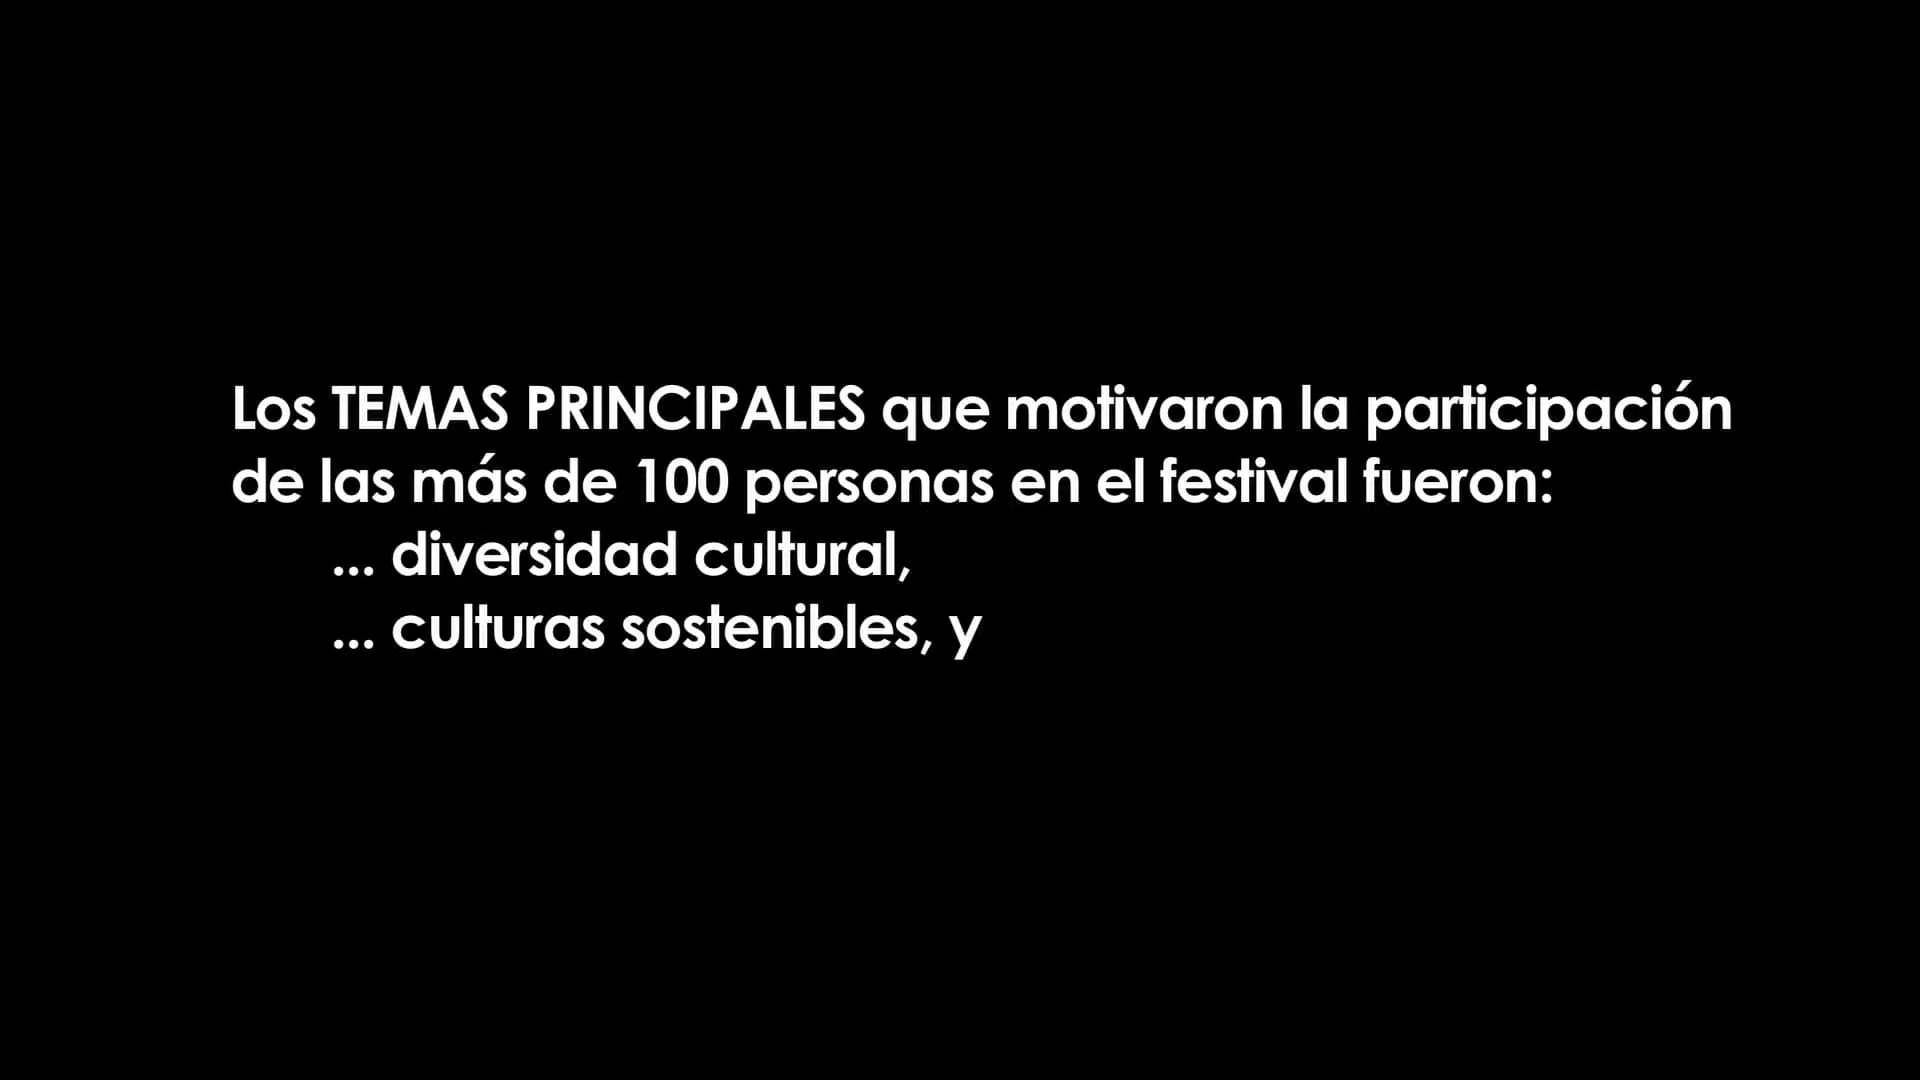 Los TEMAS PRINCIPALES que motivaron la participación
de las más de 100 personas en el festival fueron:
... diversidad cultural,
... culturas sostenibles, y